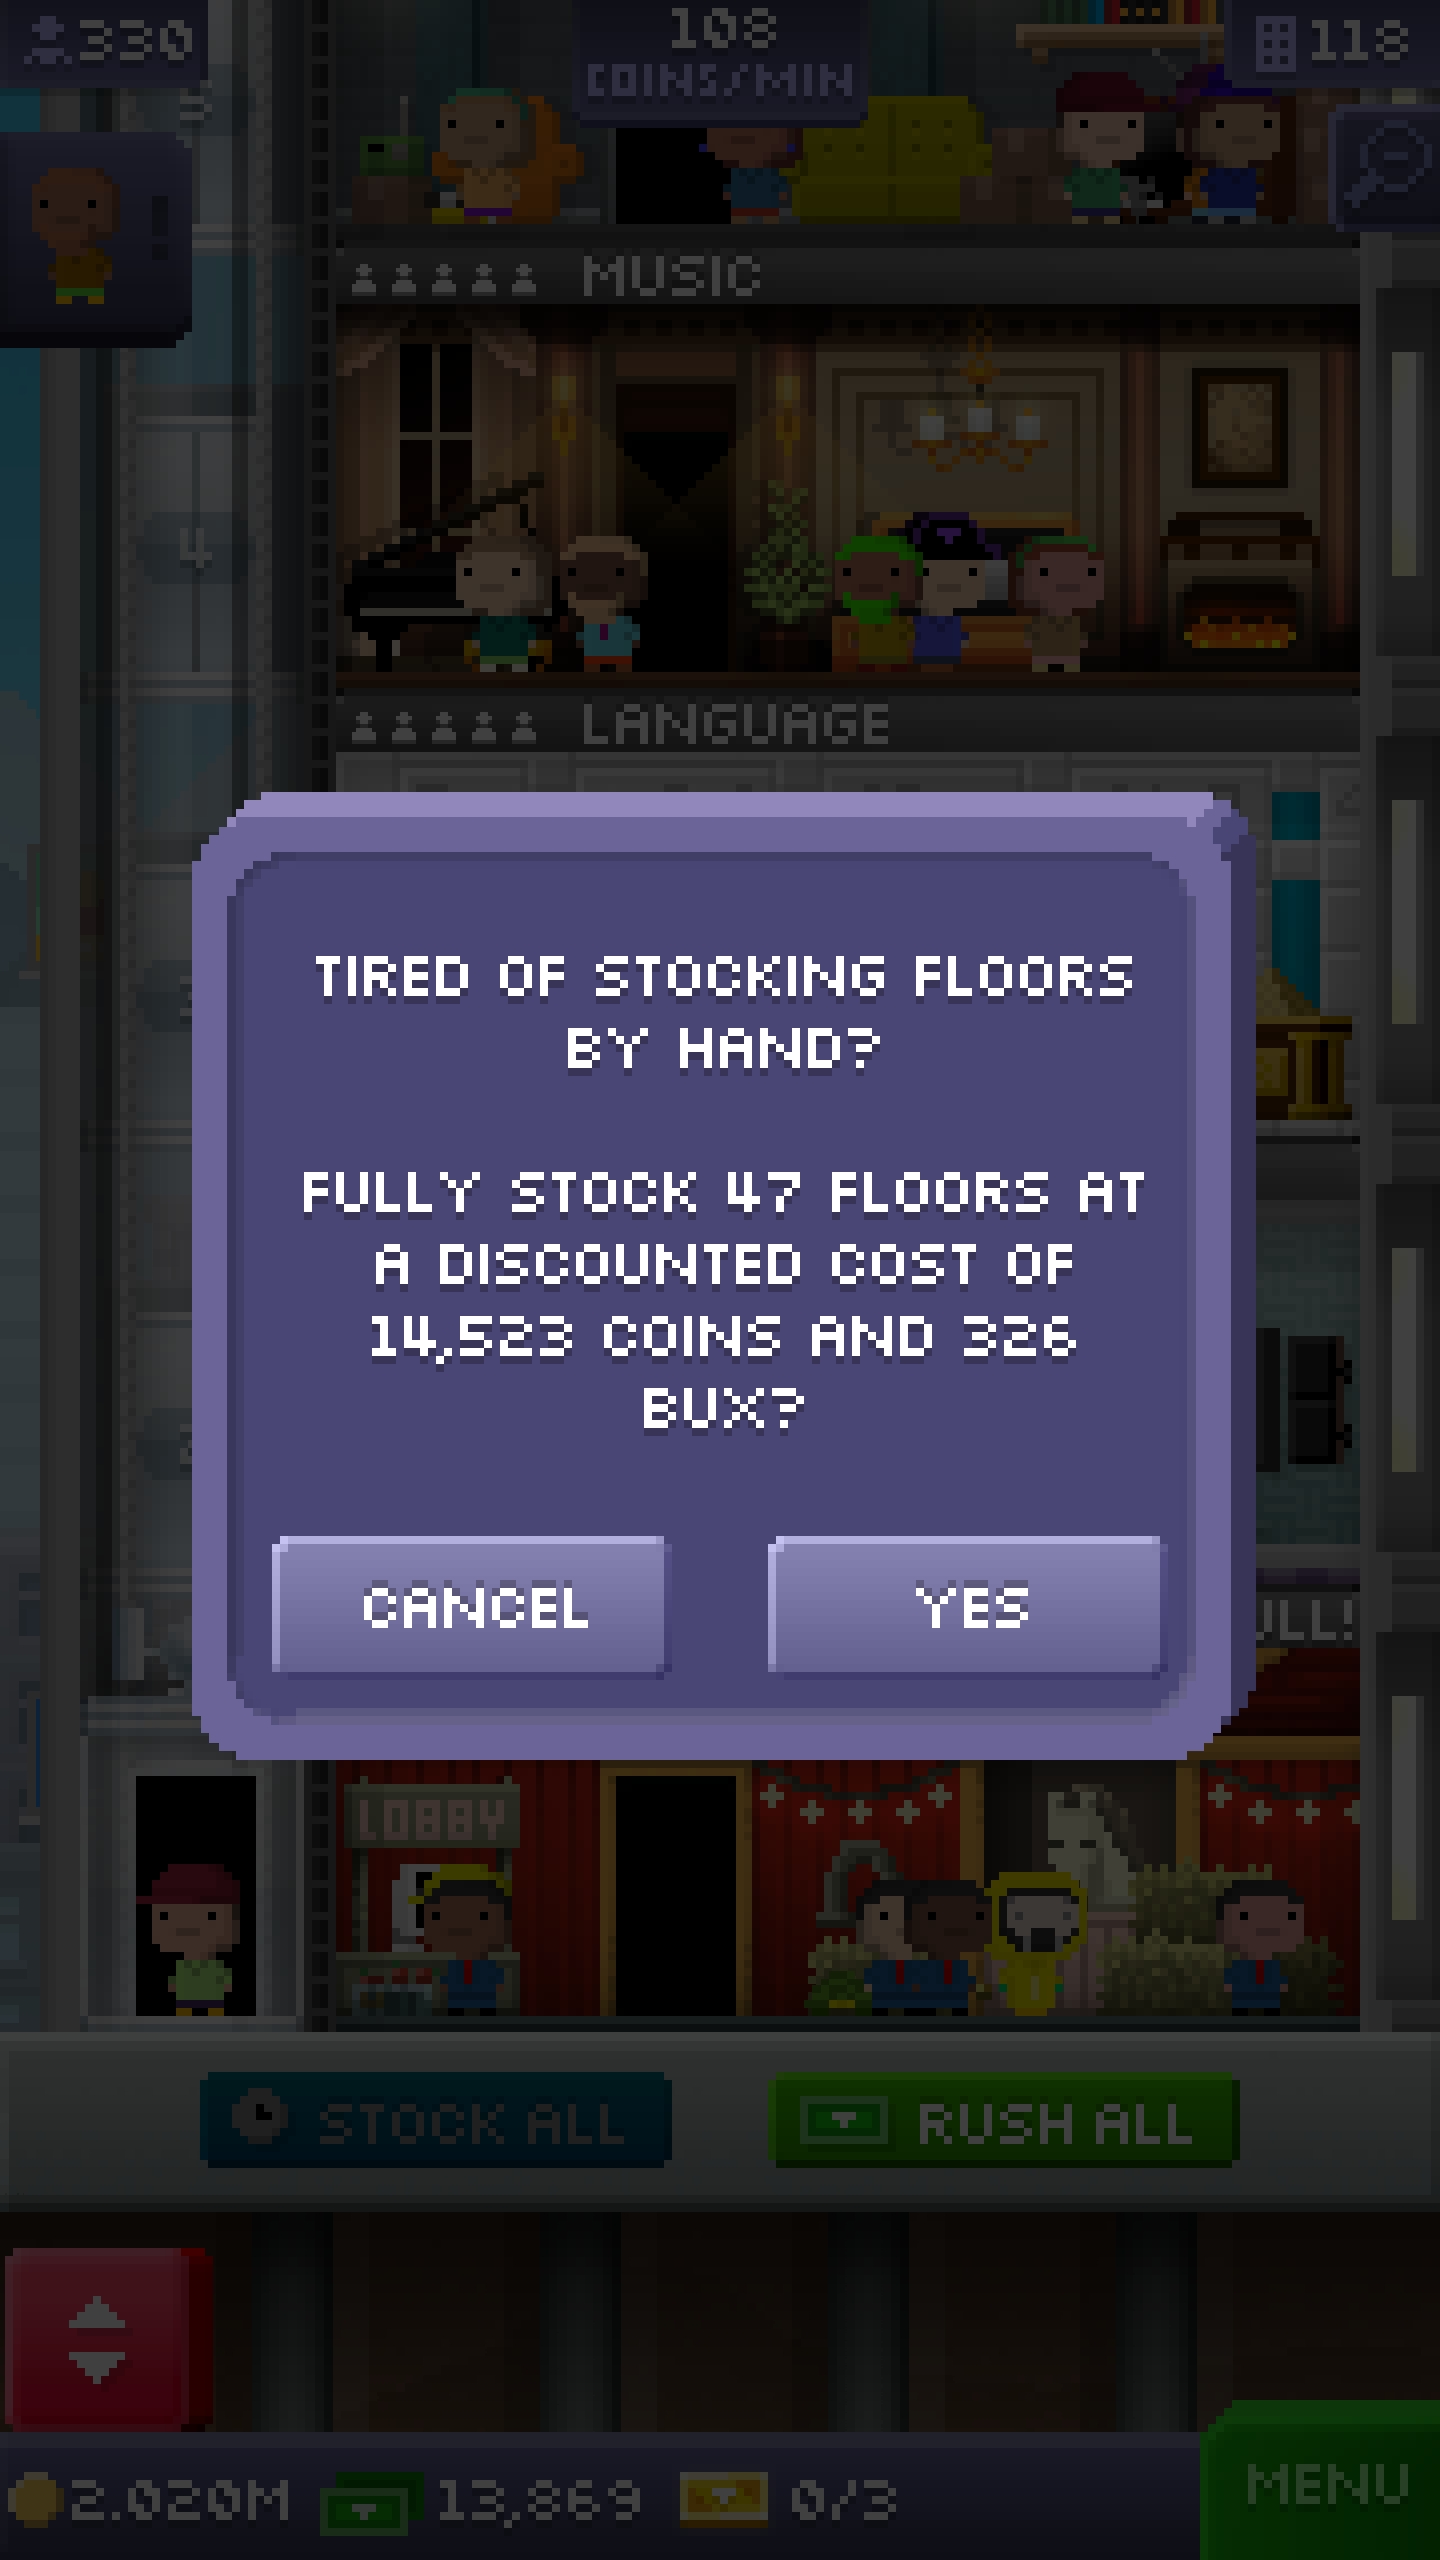 330
108
COINS/MIN
118
5
MUSIC
4
LANGUAGE
TIRED OF STOCKING FLOORS
BY HAND?
FULLY STOCK 47 FLOORS AT
A DISCOUNTED COST OF
14,523 COINS AND 326
BUX?
CANCEL
YES
LOBBY
STOCK ALL
RUSH ALL
2.020M
13,869
0/3
MENU